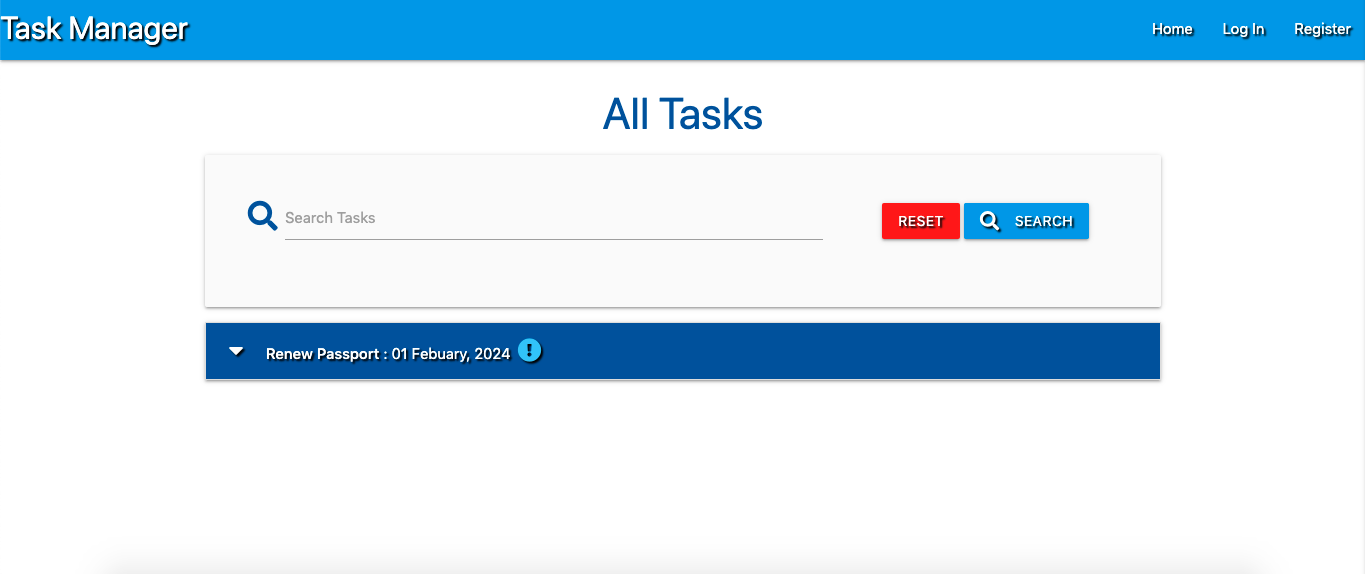 Task Manager
Home Log In Register
All Tasks
Search Tasks
RESET SEARCH
Renew Passport : 01 Febuary, 2024